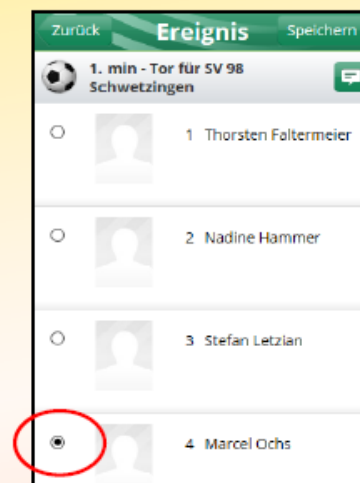 Zurück Ereignis Speichern
1. min - Tor für SV 98
Schwetzingen
1 Thorsten Faltermeier
2 Nadine Hammer
3 Stefan Letzian
4 Marcel Ochs